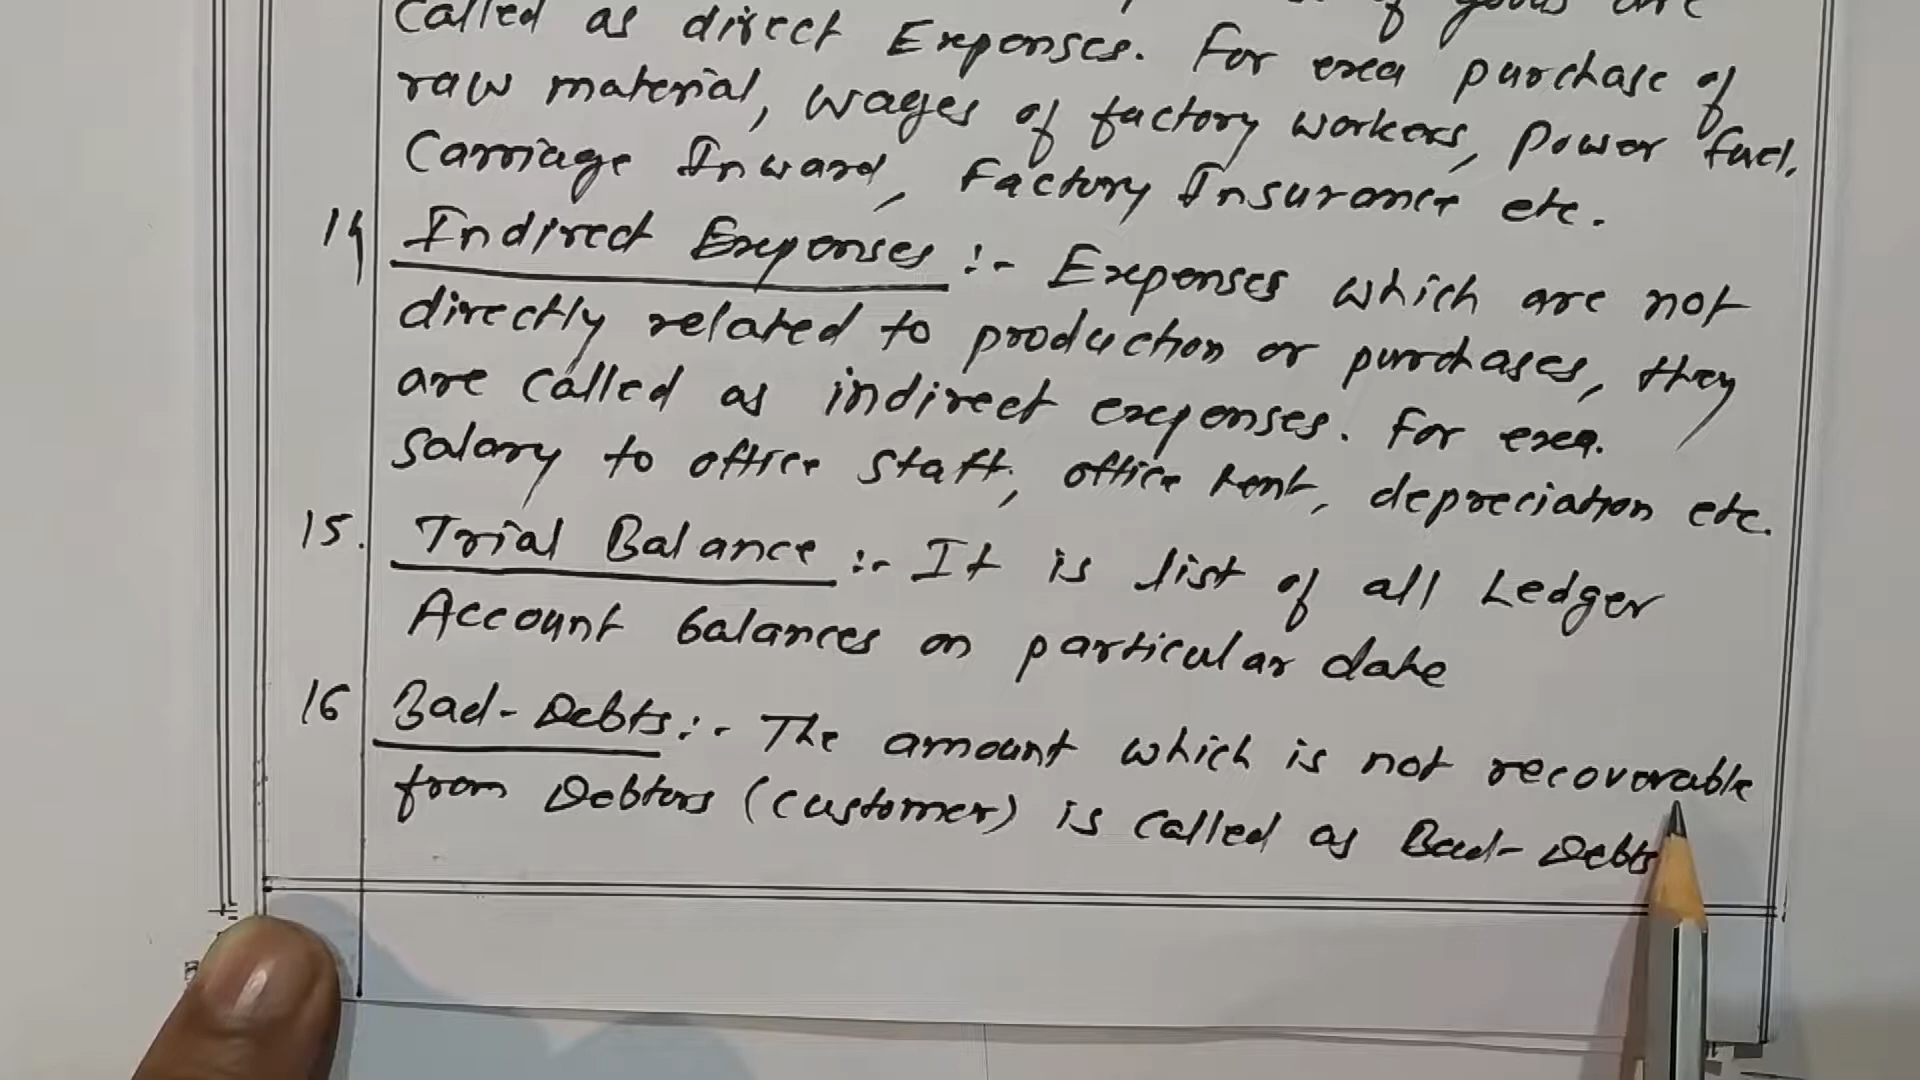 of goods are
called as direct Expenses. For exa purchase of
raw material, wages of factory workers, Power fuel,
Carriage Inward, Factory Insurance etc.
14 Indirect Expenses :- Expenses which are not
directly related to production or purchases, they
are called as indirect expenses. For exa.
Salary to office staff, office Rent, depreciation etc.
15. Trial Balance :- It is list of all Ledger
Account balances on particular date
16 Bad-Debts :- The amount which is not recoverable
from Debtors (customer) is called as Bad-Debts